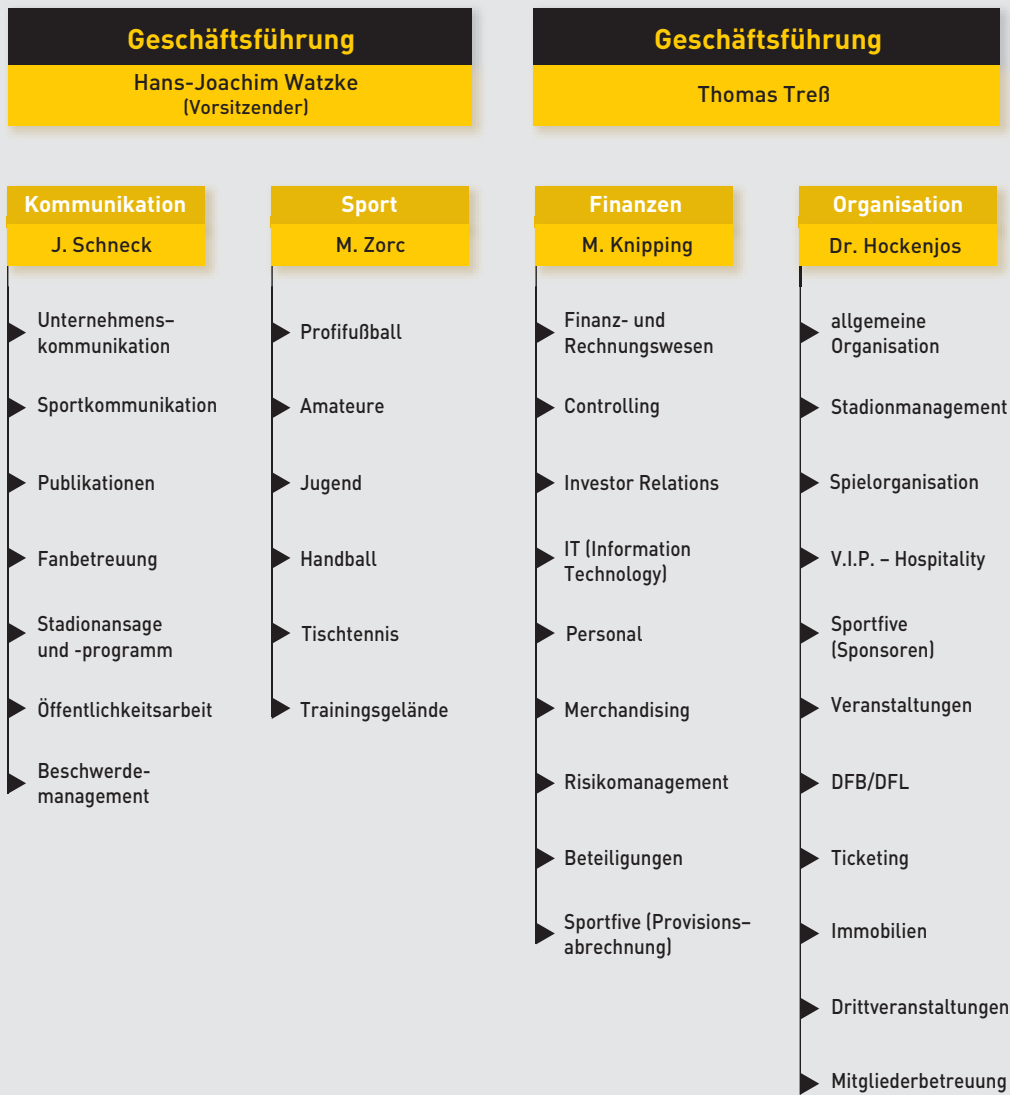 Geschäftsführung
Hans-Joachim Watzke
(Vorsitzender)
Geschäftsführung
Thomas Treß
Kommunikation
J. Schneck
Unternehmens–
kommunikation
Sportkommunikation
Publikationen
Fanbetreuung
Stadionansage
und -programm
Öffentlichkeitsarbeit
Beschwerde-
management
Sport
M. Zorc
Profifußball
Amateure
Jugend
Handball
Tischtennis
Trainingsgelände
Finanzen
M. Knipping
Finanz- und
Rechnungswesen
Controlling
Investor Relations
IT (Information
Technology)
Personal
Merchandising
Risikomanagement
Beteiligungen
Sportfive (Provisions–
abrechnung)
Organisation
Dr. Hockenjos
allgemeine
Organisation
Stadionmanagement
Spielorganisation
V.I.P. – Hospitality
Sportfive
(Sponsoren)
Veranstaltungen
DFB/DFL
Ticketing
Immobilien
Drittveranstaltungen
Mitgliederbetreuung